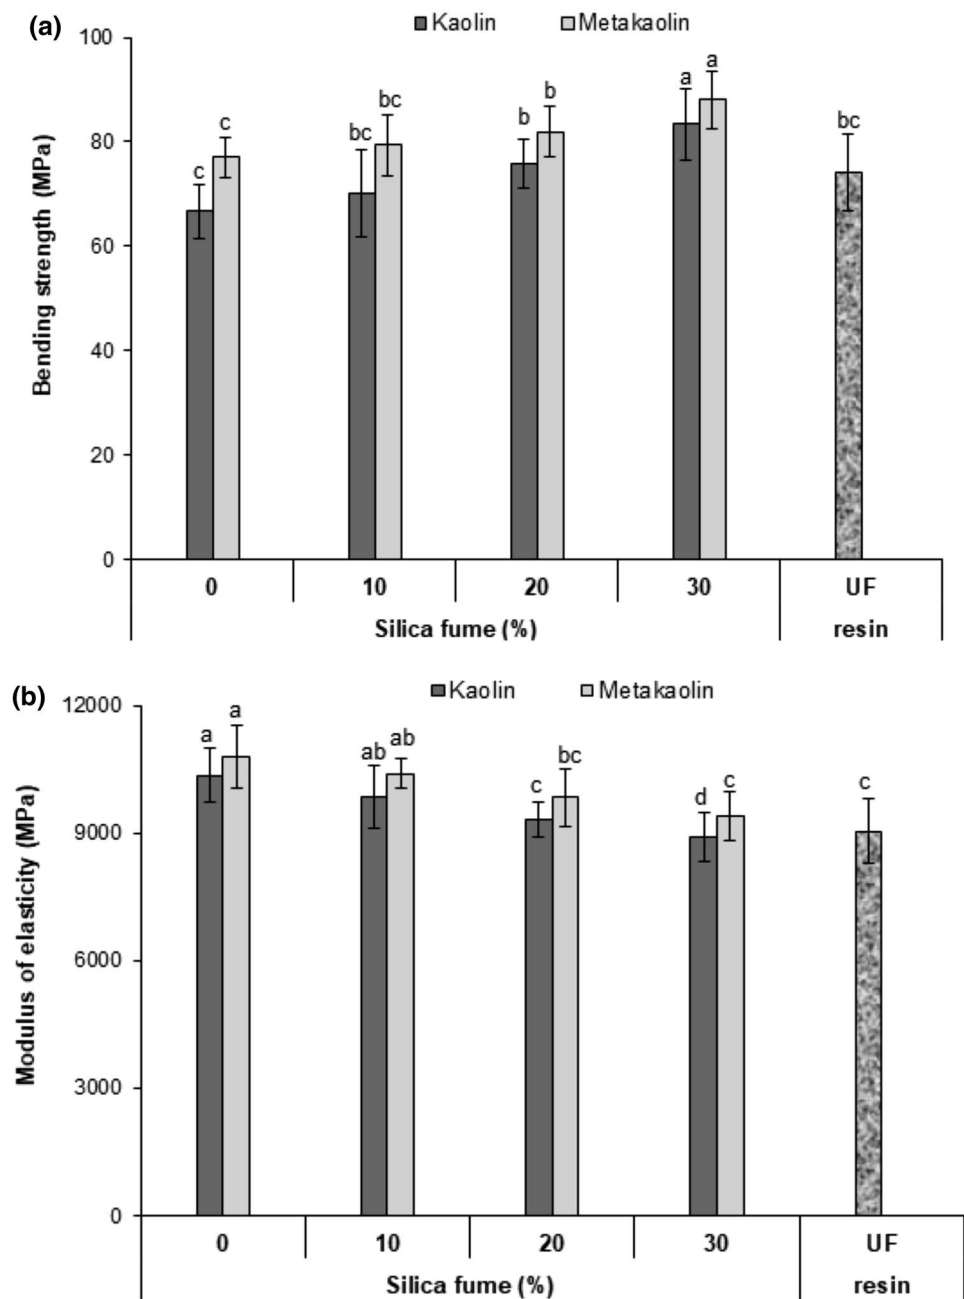 (a)
Kaolin Metakaolin
100
80
60
40
20
0
Bending strength (MPa)
c c bc bc b b a a bc
0 10 20 30 UF
Silica fume (%) resin
(b)
Kaolin Metakaolin
12000
9000
6000
3000
0
Modulus of elasticity (MPa)
a a ab ab c bc d c c
0 10 20 30 UF
Silica fume (%) resin